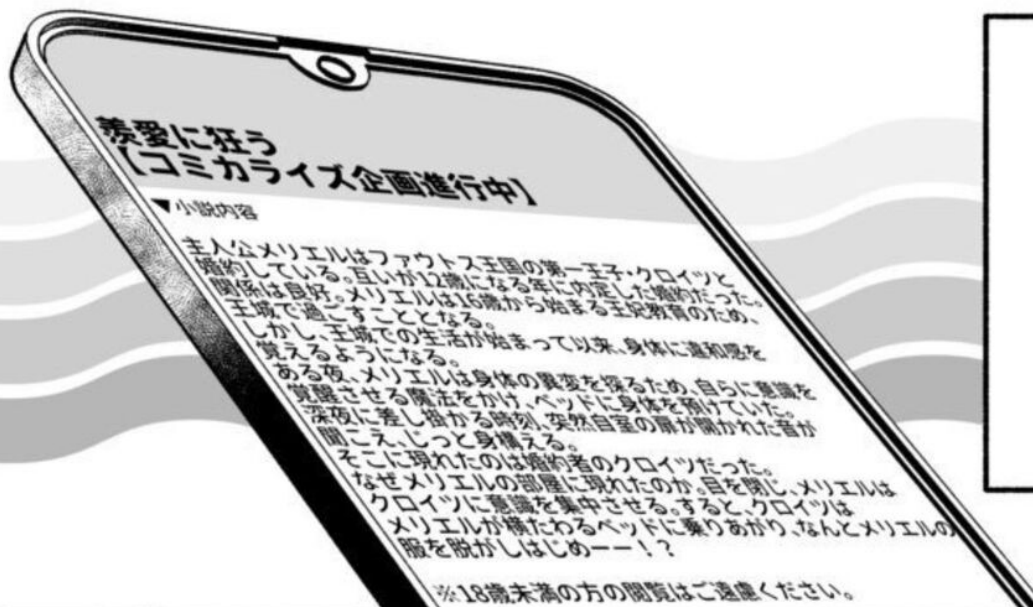 羨愛に狂う
【コミカライズ企画進行中】
▼小説内容
主人公メリエルはファウトス王国の第一王子・クロイツと
婚約している。互いが12歳になる年に内定した婚約だった。
関係は良好。メリエルは16歳から始まる王妃教育のため、
王城で過ごすこととなる。
しかし、王城での生活が始まって以来、身体に違和感を
覚えるようになる。
ある夜、メリエルは身体の異変を探るため、自らに意識を
覚醒させる魔法をかけ、ベッドに身体を預けていた。
深夜に差し掛かる時刻、突然自室の扉が開かれた音が
聞こえ、じっと身構える。
そこに現れたのは婚約者のクロイツだった。
なぜメリエルの部屋に現れたのか。目を閉じ、メリエルは
クロイツに意識を集中させる。すると、クロイツは
メリエルが横たわるベッドに乗りあがり、なんとメリエルの
服を脱がしはじめーー！？
※18歳未満の方の閲覧はご遠慮ください。